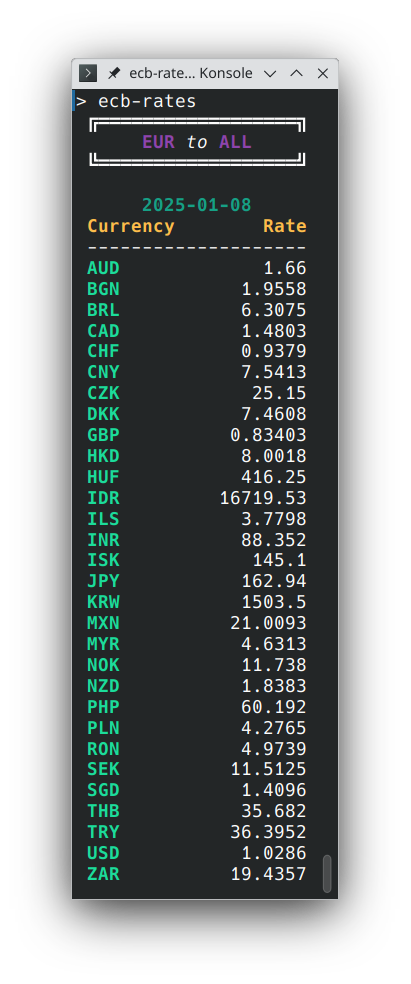 ecb-rate... Konsole
> ecb-rates
EUR to ALL
2025-01-08
Currency Rate
--------------------
AUD 1.66
BGN 1.9558
BRL 6.3075
CAD 1.4803
CHF 0.9379
CNY 7.5413
CZK 25.15
DKK 7.4608
GBP 0.83403
HKD 8.0018
HUF 416.25
IDR 16719.53
ILS 3.7798
INR 88.352
ISK 145.1
JPY 162.94
KRW 1503.5
MXN 21.0093
MYR 4.6313
NOK 11.738
NZD 1.8383
PHP 60.192
PLN 4.2765
RON 4.9739
SEK 11.5125
SGD 1.4096
THB 35.682
TRY 36.3952
USD 1.0286
ZAR 19.4357